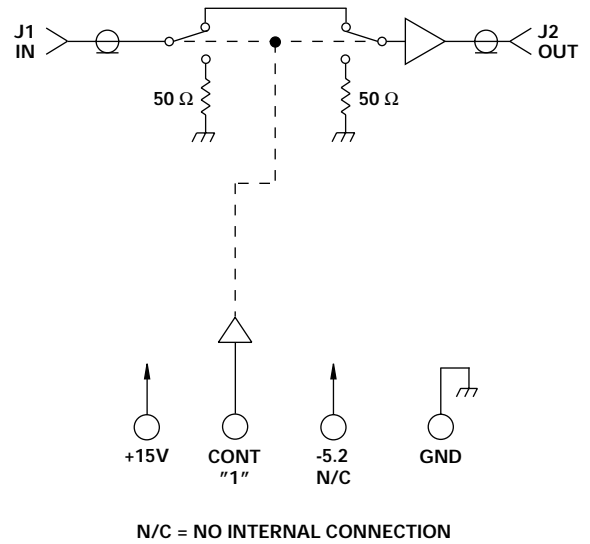 J1
IN
J2
OUT
50 Ω
50 Ω
+15V
CONT
"1"
-5.2
N/C
GND
N/C = NO INTERNAL CONNECTION